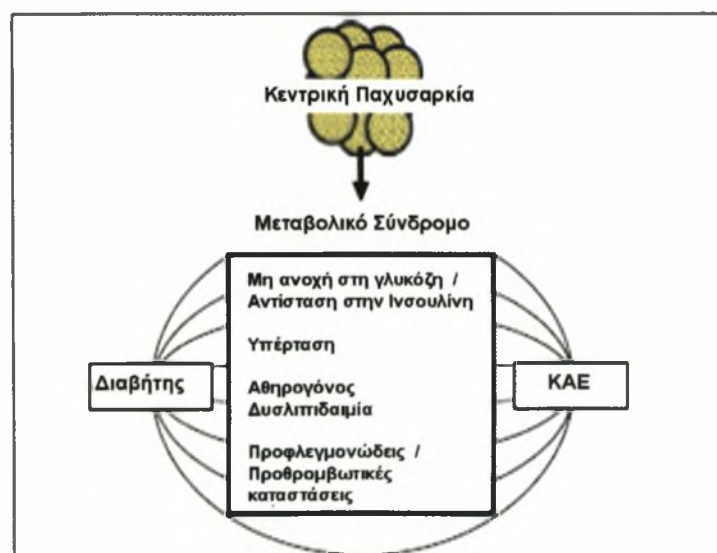 Κεντρική Παχυσαρκία
Μεταβολικό Σύνδρομο
Μη ανοχή στη γλυκόζη /
Αντίσταση στην Ινσουλίνη
Υπέρταση
Διαβήτης
ΚΑΕ
Αθηρογόνος
Δυσλιπιδαιμία
Προφλεγμονώδεις /
Προθρομβωτικές
καταστάσεις